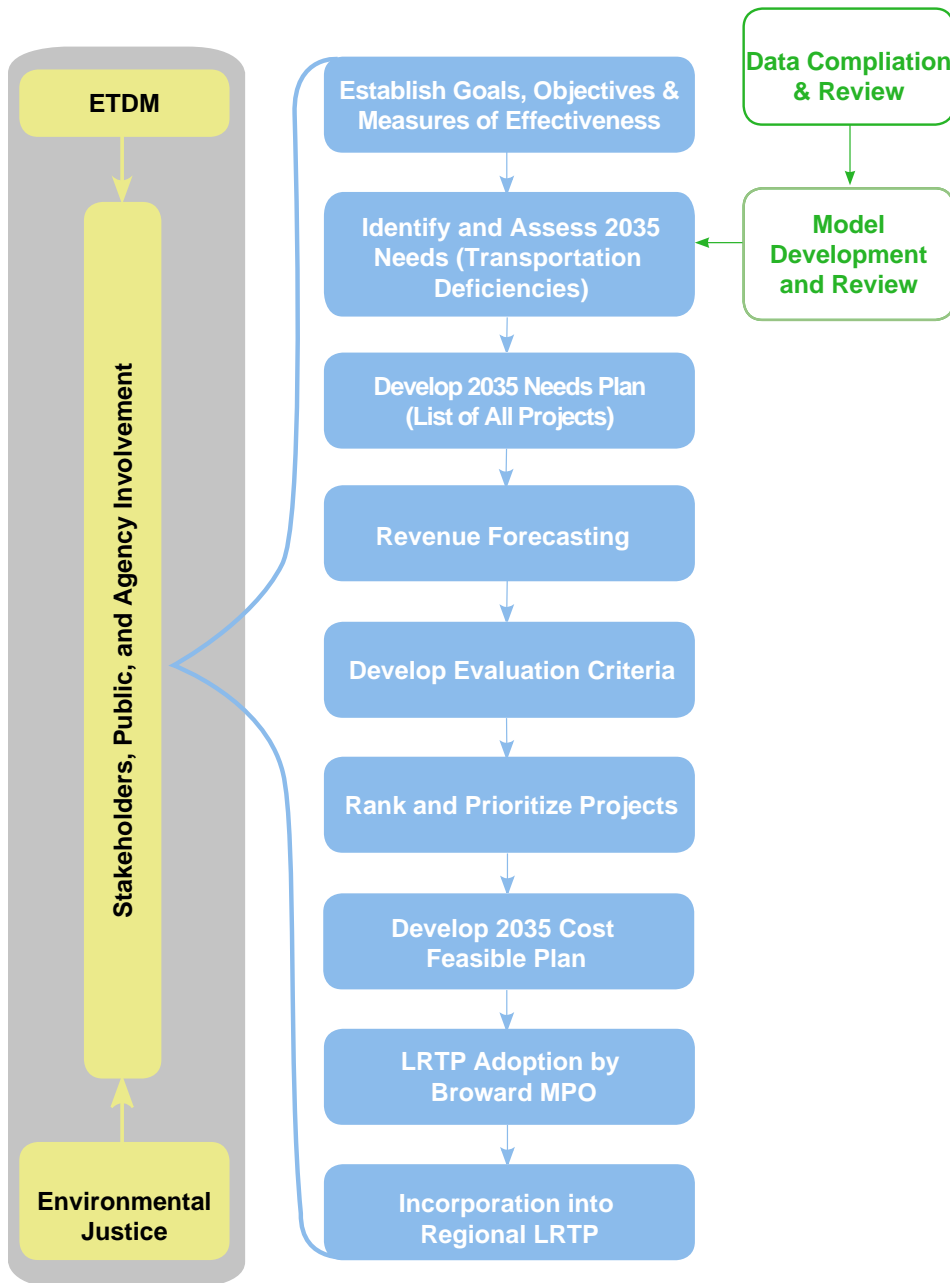 ETDM
Stakeholders, Public, and Agency Involvement
Environmental
Justice
Establish Goals, Objectives &
Measures of Effectiveness
Identify and Assess 2035
Needs (Transportation
Deficiencies)
Develop 2035 Needs Plan
(List of All Projects)
Revenue Forecasting
Develop Evaluation Criteria
Rank and Prioritize Projects
Develop 2035 Cost
Feasible Plan
LRTP Adoption by
Broward MPO
Incorporation into
Regional LRTP
Data Compliation
& Review
Model
Development
and Review